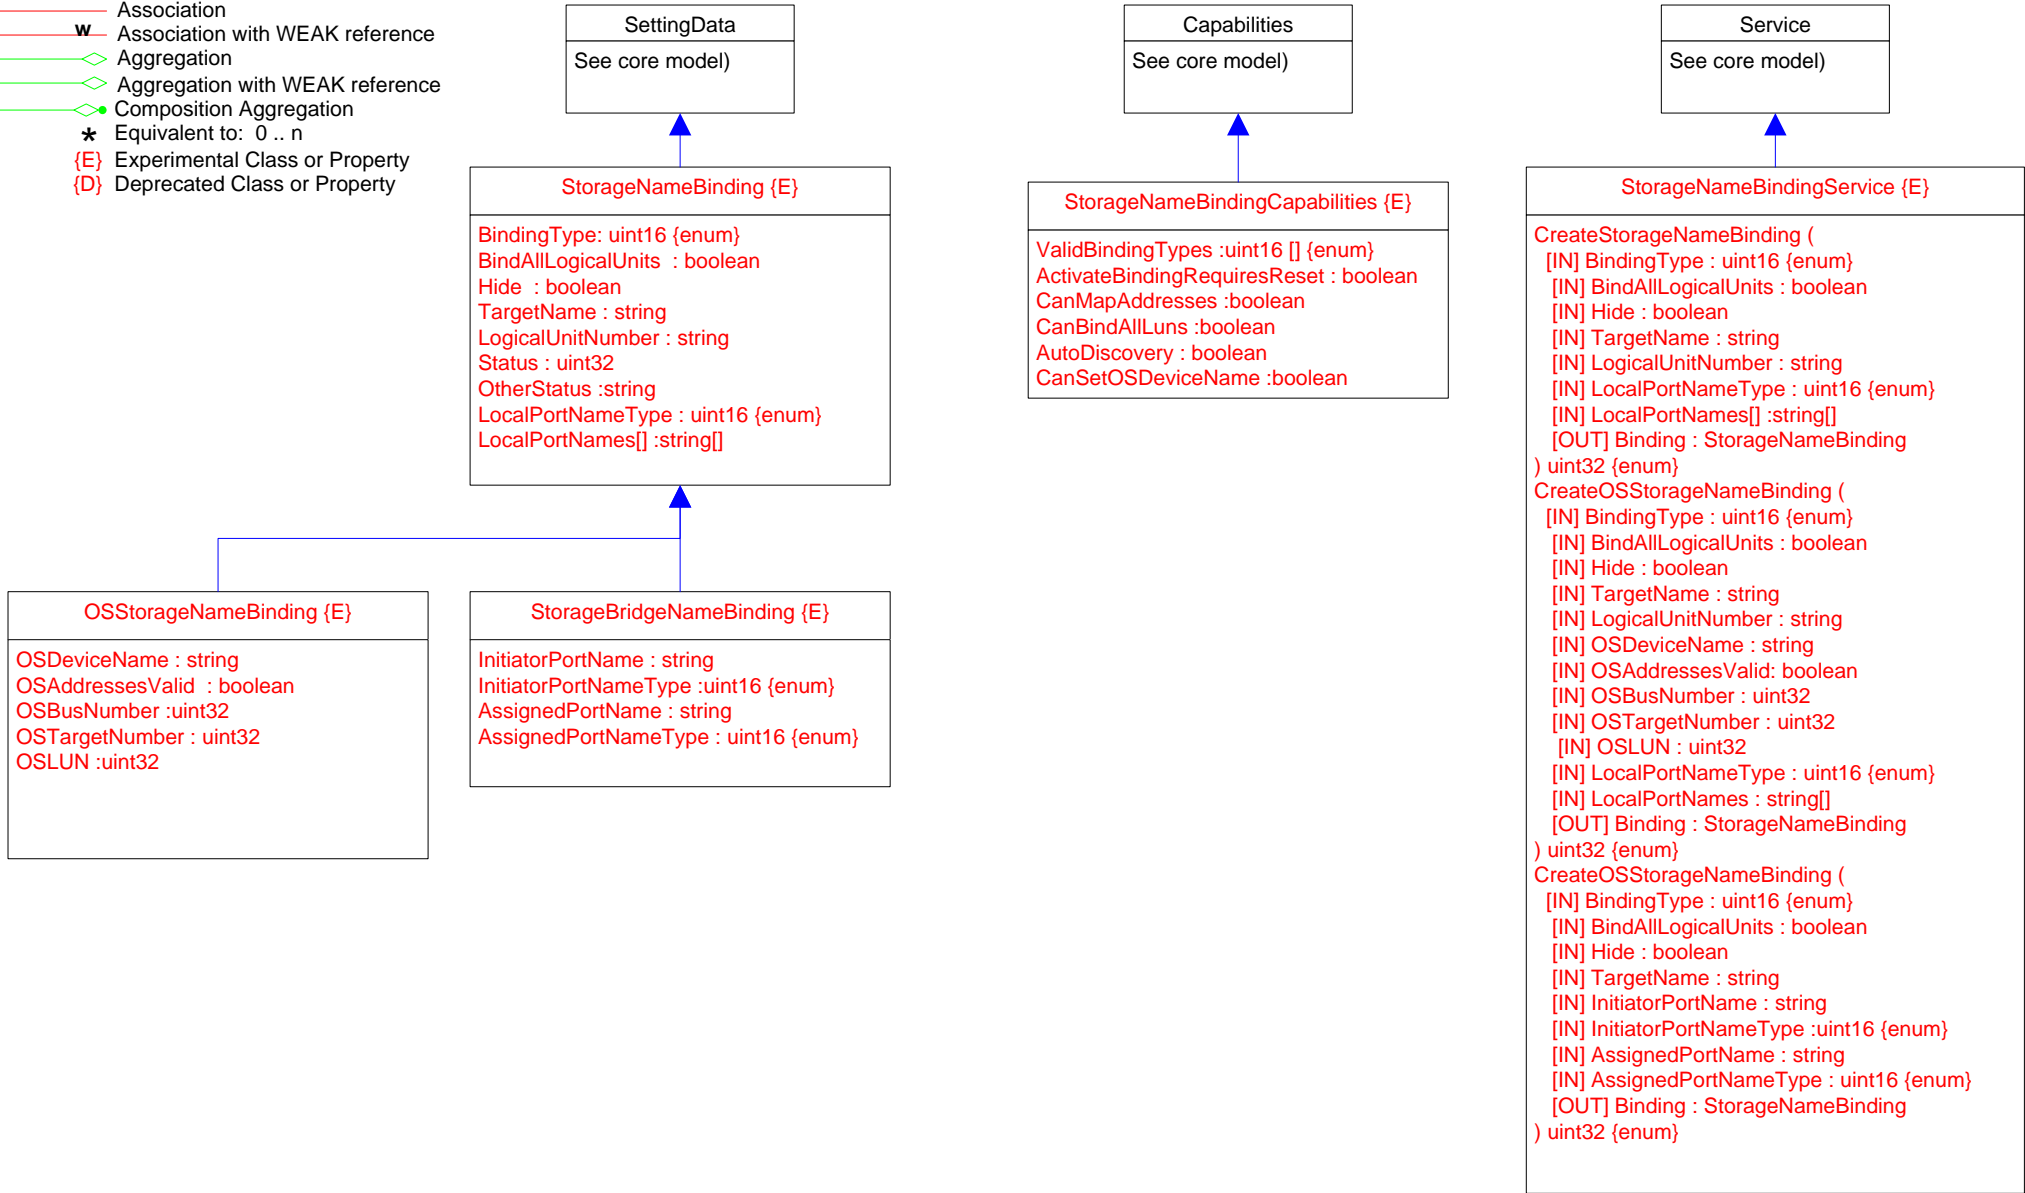 Association
w Association with WEAK reference
Aggregation
Aggregation with WEAK reference
Composition Aggregation
* Equivalent to: 0 .. n
{E} Experimental Class or Property
{D} Deprecated Class or Property
SettingData
See core model)
Capabilities
See core model)
Service
See core model)
StorageNameBinding {E}
BindingType: uint16 {enum}
BindAllLogicalUnits : boolean
Hide : boolean
TargetName : string
LogicalUnitNumber : string
Status : uint32
OtherStatus :string
LocalPortNameType : uint16 {enum}
LocalPortNames[] :string[]
StorageNameBindingCapabilities {E}
ValidBindingTypes :uint16 [] {enum}
ActivateBindingRequiresReset : boolean
CanMapAddresses :boolean
CanBindAllLuns :boolean
AutoDiscovery : boolean
CanSetOSDeviceName :boolean
StorageNameBindingService {E}
CreateStorageNameBinding (
[IN] BindingType : uint16 {enum}
[IN] BindAllLogicalUnits : boolean
[IN] Hide : boolean
[IN] TargetName : string
[IN] LogicalUnitNumber : string
[IN] LocalPortNameType : uint16 {enum}
[IN] LocalPortNames[] :string[]
[OUT] Binding : StorageNameBinding
) uint32 {enum}
CreateOSStorageNameBinding (
[IN] BindingType : uint16 {enum}
[IN] BindAllLogicalUnits : boolean
[IN] Hide : boolean
[IN] TargetName : string
[IN] LogicalUnitNumber : string
[IN] OSDeviceName : string
[IN] OSAddressesValid: boolean
[IN] OSBusNumber : uint32
[IN] OSTargetNumber : uint32
[IN] OSLUN : uint32
[IN] LocalPortNameType : uint16 {enum}
[IN] LocalPortNames : string[]
[OUT] Binding : StorageNameBinding
) uint32 {enum}
CreateOSStorageNameBinding (
[IN] BindingType : uint16 {enum}
[IN] BindAllLogicalUnits : boolean
[IN] Hide : boolean
[IN] TargetName : string
[IN] InitiatorPortName : string
[IN] InitiatorPortNameType :uint16 {enum}
[IN] AssignedPortName : string
[IN] AssignedPortNameType : uint16 {enum}
[OUT] Binding : StorageNameBinding
) uint32 {enum}
OSStorageNameBinding {E}
OSDeviceName : string
OSAddressesValid : boolean
OSBusNumber :uint32
OSTargetNumber : uint32
OSLUN :uint32
StorageBridgeNameBinding {E}
InitiatorPortName : string
InitiatorPortNameType :uint16 {enum}
AssignedPortName : string
AssignedPortNameType : uint16 {enum}